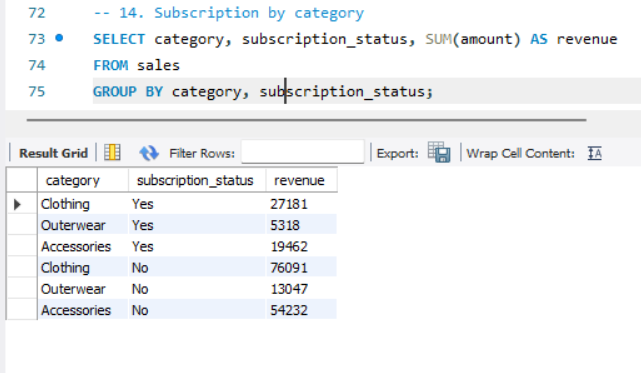 72 -- 14. Subscription by category
73 SELECT category, subscription_status, SUM(amount) AS revenue
74 FROM sales
75 GROUP BY category, subscription_status;
Result Grid Filter Rows: Export: Wrap Cell Content: IA
category subscription_status revenue
Clothing Yes 27181
Outerwear Yes 5318
Accessories Yes 19462
Clothing No 76091
Outerwear No 13047
Accessories No 54232